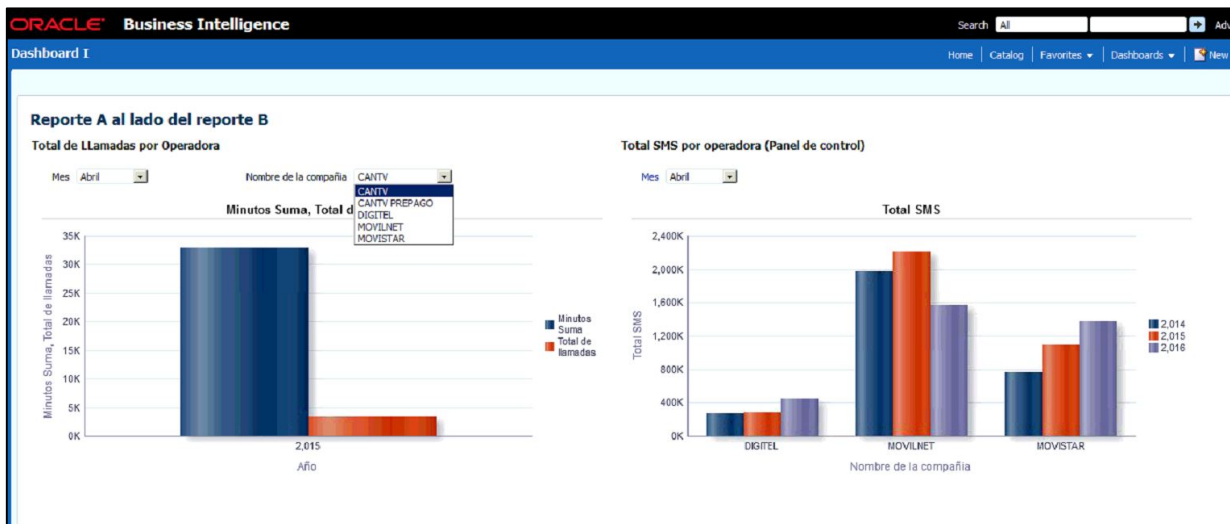 ORACLE Business Intelligence
Search All
Adv
Dashboard I
Home Catalog Favorites Dashboards New
Reporte A al lado del reporte B
Total de LLamadas por Operadora
Mes Abril Nombre de la compañia CANTV
CANTV
CANTV PREPAGO
DIGITEL
MOVILNET
MOVISTAR
Minutos Suma, Total d
35K
30K
25K
20K
15K
10K
5K
0K
Minutos Suma, Total de llamadas
2,015
Año
Minutos
Suma
Total de
llamadas
Total SMS por operadora (Panel de control)
Mes Abril
Total SMS
2,400K
2,000K
1,600K
1,200K
800K
400K
0K
Total SMS
DIGITEL MOVILNET MOVISTAR
Nombre de la compañia
2,014
2,015
2,016